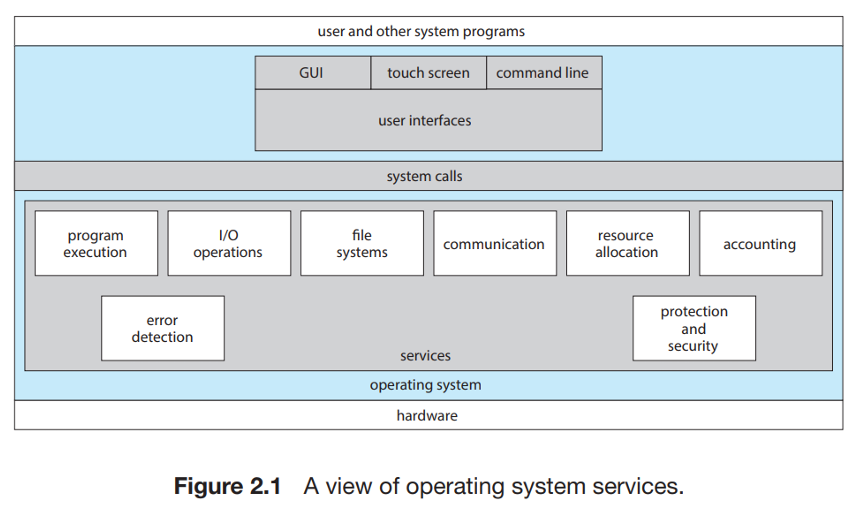 user and other system programs
GUI
touch screen
command line
user interfaces
system calls
program
execution
I/O
operations
file
systems
communication
resource
allocation
accounting
error
detection
protection
and
security
services
operating system
hardware
Figure 2.1 A view of operating system services.